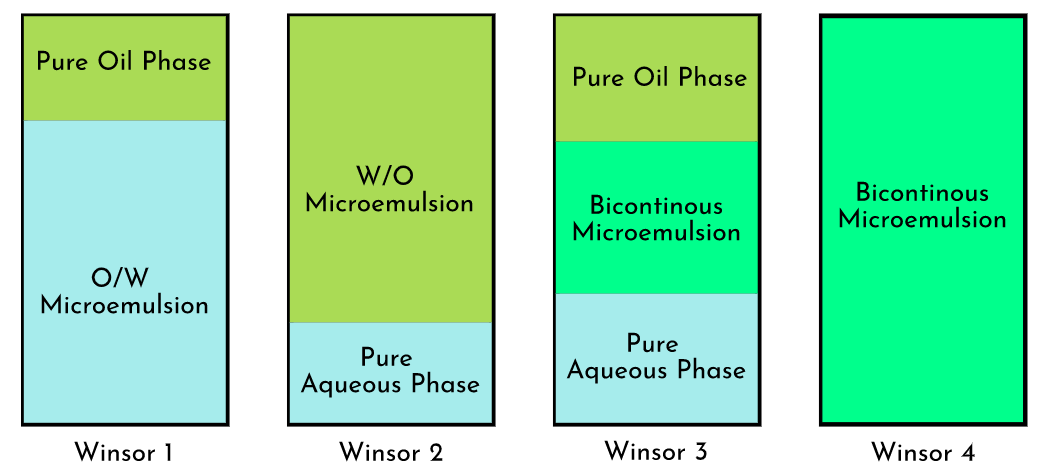 Pure Oil Phase
O/W
Microemulsion
Winsor 1
W/O
Microemulsion
Pure
Aqueous Phase
Winsor 2
Pure Oil Phase
Bicontinous
Microemulsion
Pure
Aqueous Phase
Winsor 3
Bicontinous
Microemulsion
Winsor 4